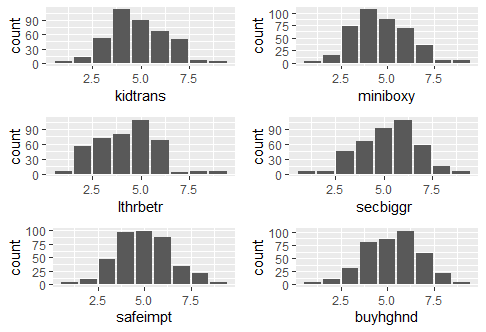 count
90
60
30
0
2.5 5.0 7.5
kidtrans
count
100
75
50
25
0
2.5 5.0 7.5
miniboxy
count
90
60
30
0
2.5 5.0 7.5
lthrbetr
count
90
60
30
0
2.5 5.0 7.5
secbiggr
count
100
75
50
25
0
2.5 5.0 7.5
safeimpt
count
100
75
50
25
0
2.5 5.0 7.5
buyhghnd